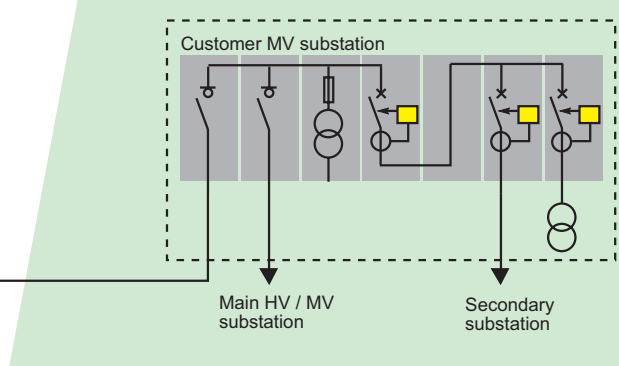 Customer MV substation
Main HV / MV
substation
Secondary
substation